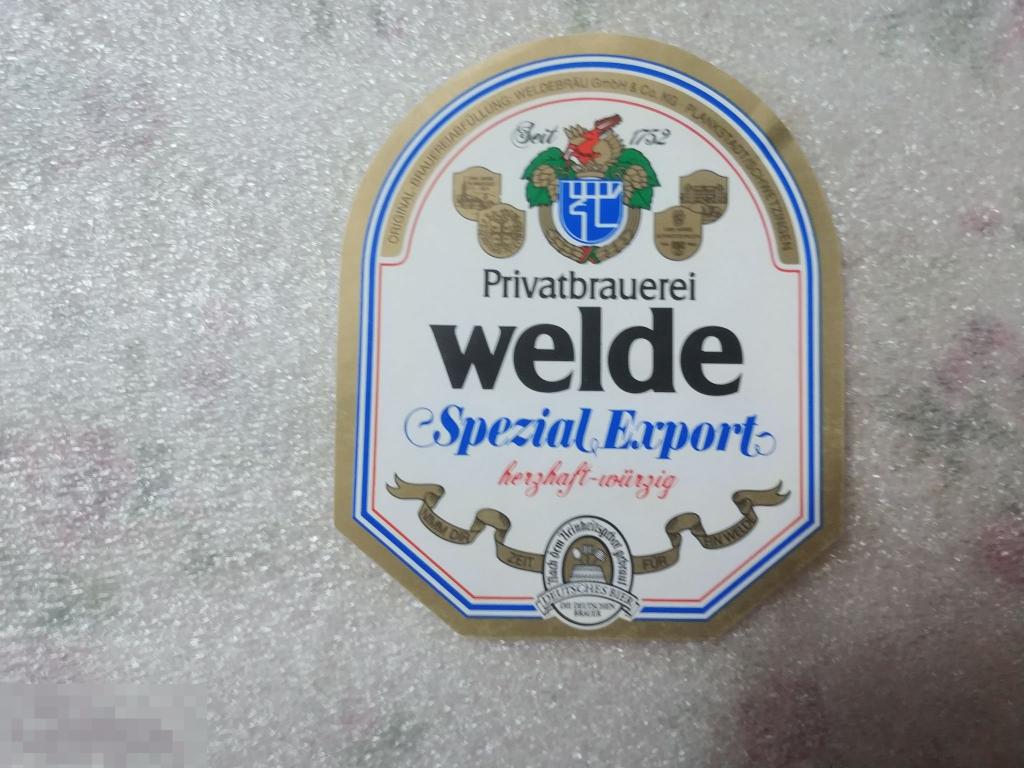 ORIGINAL-BRAUEREIABFÜLLUNG: WELDEBRÄU GmbH & Co. KG · PLANKSTADT/SCHWETZINGEN
Seit 1752
Privatbrauerei
welde
Spezial Export
herzhaft-würzig
NIMM DIR ZEIT FÜR EIN WELDE
Nach dem Reinheitsgebot gebraut
DEUTSCHES BIER
DIE DEUTSCHEN
BRAUER